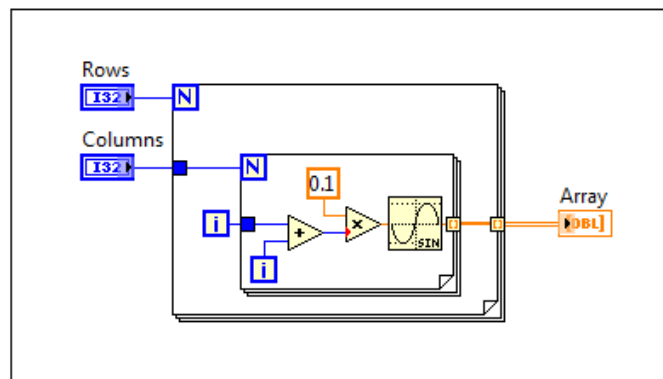 Rows
I32
N
Columns
I32
N
0.1
i
+
x
SIN
i
Array
DBL]